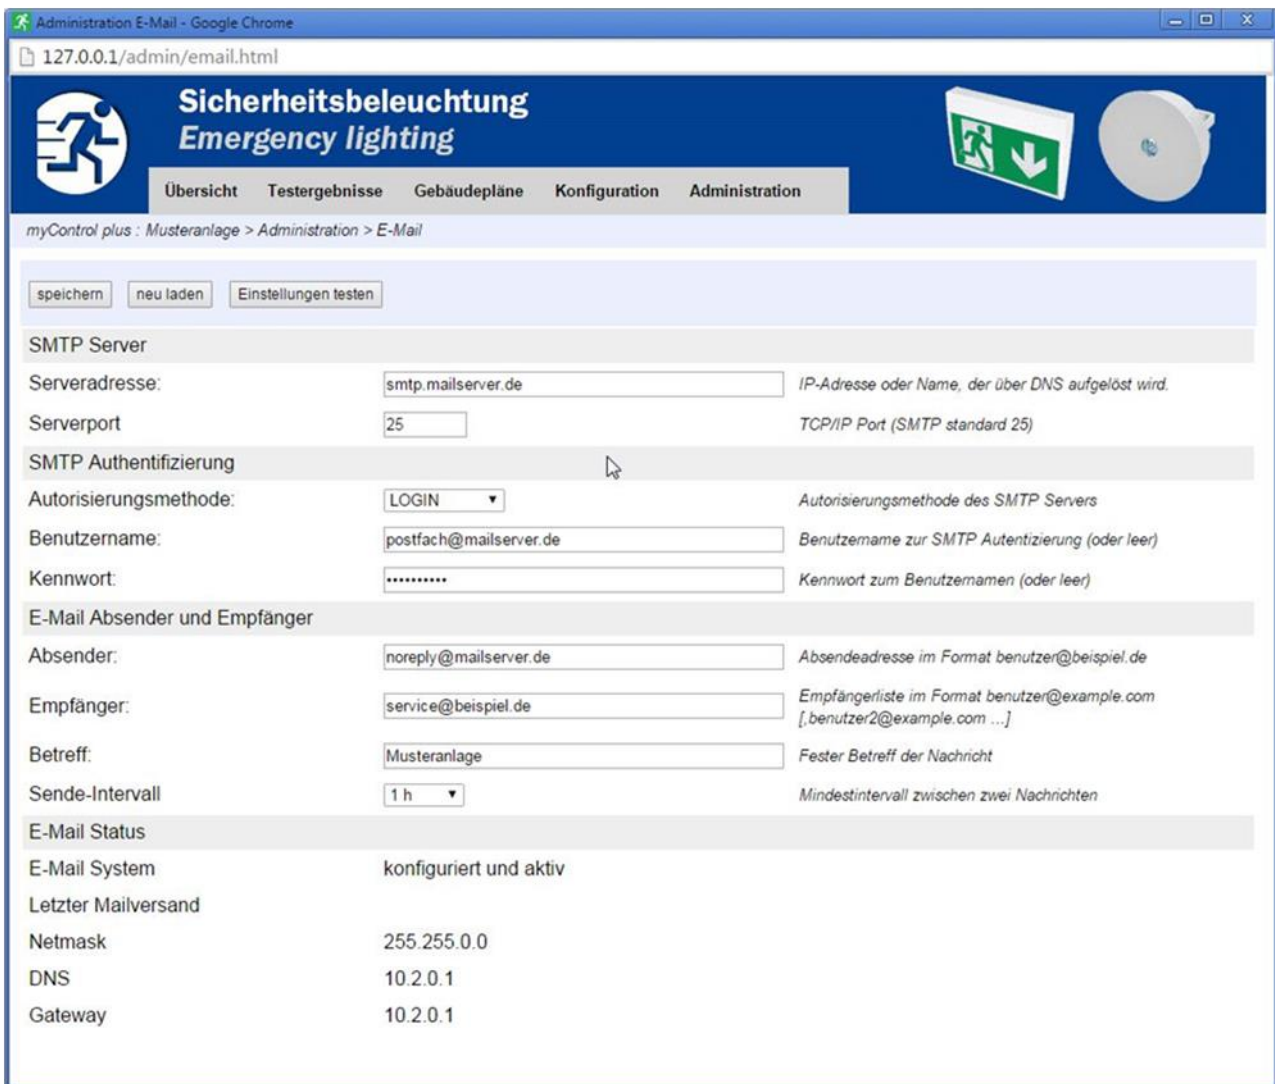 Administration E-Mail - Google Chrome
127.0.0.1/admin/email.html
Sicherheitsbeleuchtung
Emergency lighting
Übersicht Testergebnisse Gebäudepläne Konfiguration Administration
myControl plus : Musteranlage > Administration > E-Mail
speichern neu laden Einstellungen testen
SMTP Server
Serveradresse: smtp.mailserver.de IP-Adresse oder Name, der über DNS aufgelöst wird.
Serverport 25 TCP/IP Port (SMTP standard 25)
SMTP Authentifizierung
Autorisierungsmethode: LOGIN Autorisierungsmethode des SMTP Servers
Benutzername: postfach@mailserver.de Benutzername zur SMTP Autentizierung (oder leer)
Kennwort: •••••••••• Kennwort zum Benutzernamen (oder leer)
E-Mail Absender und Empfänger
Absender: noreply@mailserver.de Absendeadresse im Format benutzer@beispiel.de
Empfänger: service@beispiel.de Empfängerliste im Format benutzer@example.com
[,benutzer2@example.com ...]
Betreff: Musteranlage Fester Betreff der Nachricht
Sende-Intervall 1 h Mindestintervall zwischen zwei Nachrichten
E-Mail Status
E-Mail System konfiguriert und aktiv
Letzter Mailversand
Netmask 255.255.0.0
DNS 10.2.0.1
Gateway 10.2.0.1